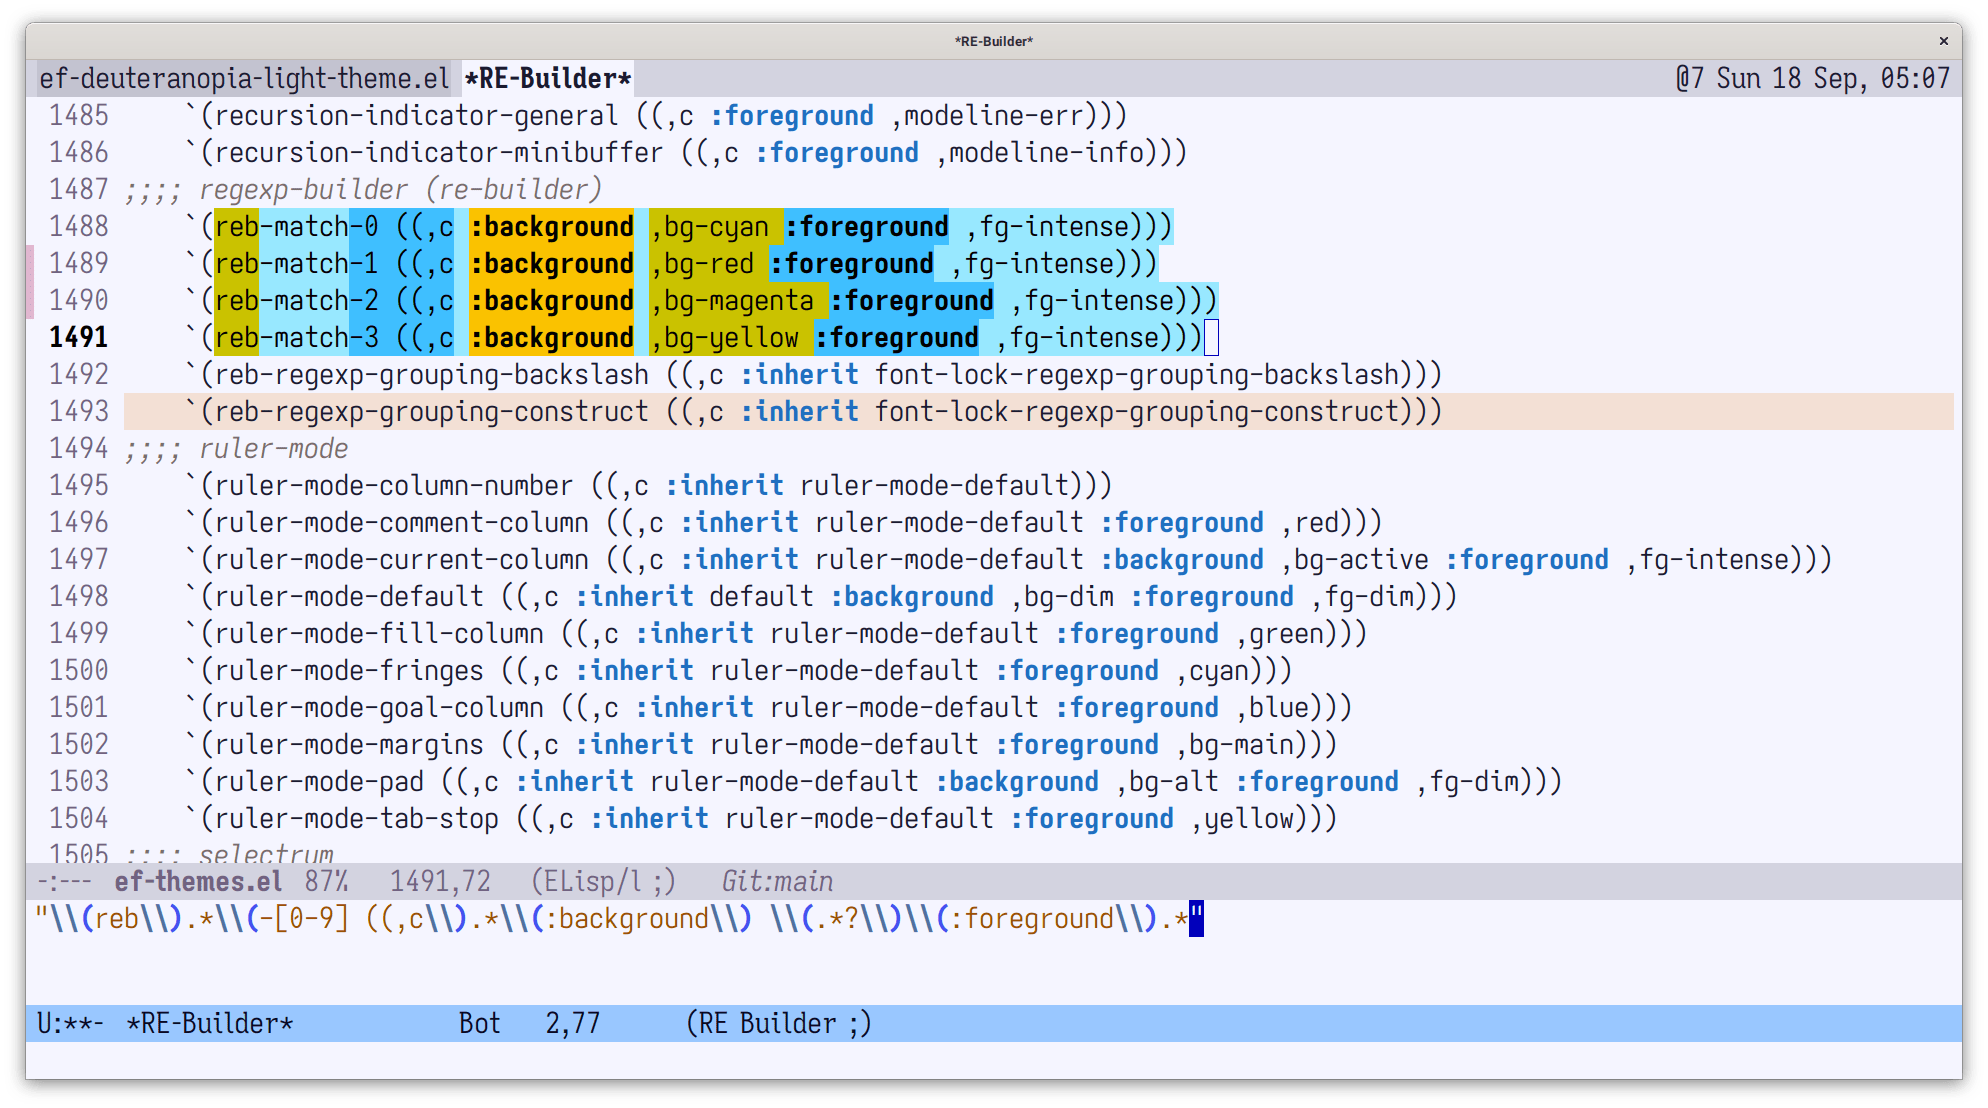 *RE-Builder* ×
ef-deuteranopia-light-theme.el *RE-Builder* @7 Sun 18 Sep, 05:07
1485     `(recursion-indicator-general ((,c :foreground ,modeline-err)))
1486     `(recursion-indicator-minibuffer ((,c :foreground ,modeline-info)))
1487 ;;;; regexp-builder (re-builder)
1488     `(reb-match-0 ((,c :background ,bg-cyan :foreground ,fg-intense)))
1489     `(reb-match-1 ((,c :background ,bg-red :foreground ,fg-intense)))
1490     `(reb-match-2 ((,c :background ,bg-magenta :foreground ,fg-intense)))
1491     `(reb-match-3 ((,c :background ,bg-yellow :foreground ,fg-intense)))
1492     `(reb-regexp-grouping-backslash ((,c :inherit font-lock-regexp-grouping-backslash)))
1493     `(reb-regexp-grouping-construct ((,c :inherit font-lock-regexp-grouping-construct)))
1494 ;;;; ruler-mode
1495     `(ruler-mode-column-number ((,c :inherit ruler-mode-default)))
1496     `(ruler-mode-comment-column ((,c :inherit ruler-mode-default :foreground ,red)))
1497     `(ruler-mode-current-column ((,c :inherit ruler-mode-default :background ,bg-active :foreground ,fg-intense)))
1498     `(ruler-mode-default ((,c :inherit default :background ,bg-dim :foreground ,fg-dim)))
1499     `(ruler-mode-fill-column ((,c :inherit ruler-mode-default :foreground ,green)))
1500     `(ruler-mode-fringes ((,c :inherit ruler-mode-default :foreground ,cyan)))
1501     `(ruler-mode-goal-column ((,c :inherit ruler-mode-default :foreground ,blue)))
1502     `(ruler-mode-margins ((,c :inherit ruler-mode-default :foreground ,bg-main)))
1503     `(ruler-mode-pad ((,c :inherit ruler-mode-default :background ,bg-alt :foreground ,fg-dim)))
1504     `(ruler-mode-tab-stop ((,c :inherit ruler-mode-default :foreground ,yellow)))
1505 ;;;; selectrum
-:--- ef-themes.el 87% 1491,72 (ELisp/l ;) Git:main
"\\(reb\\).*\\(-[0-9] ((,c\\).*\\(:background\\) \\(.*?\\)\\(:foreground\\).*"
U:**- *RE-Builder* Bot 2,77 (RE Builder ;)